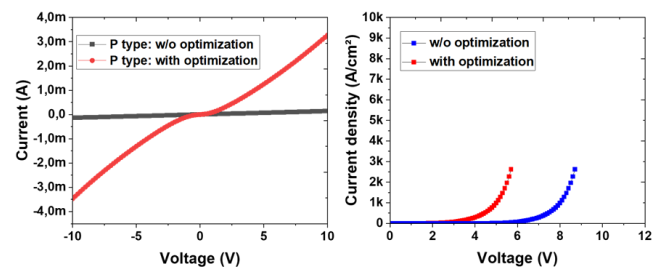 4,0m
3,0m
2,0m
1,0m
0,0
-1,0m
-2,0m
-3,0m
-4,0m
Current (A)
P type: w/o optimization
P type: with optimization
-10
-5
0
5
10
Voltage (V)
10k
9k
8k
7k
6k
5k
4k
3k
2k
1k
0
Current density (A/cm²)
w/o optimization
with optimization
0
2
4
6
8
10
12
Voltage (V)